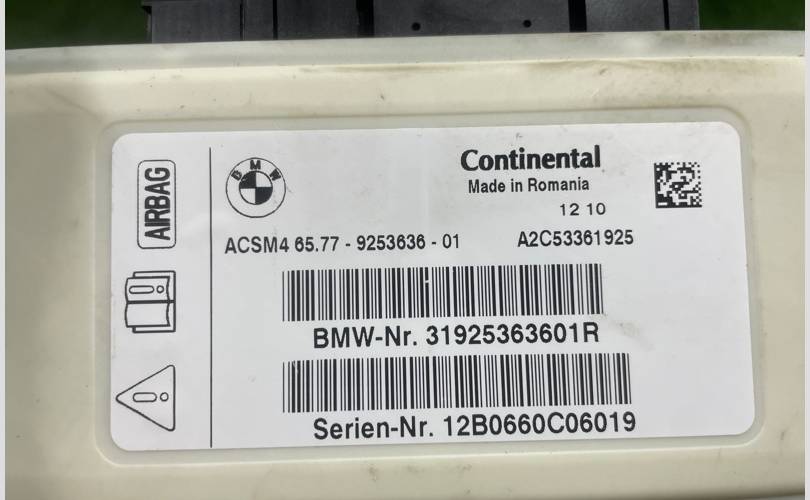 AIRBAG
BMW
Continental
Made in Romania
12 10
ACSM4 65.77 - 9253636 - 01 A2C53361925
BMW-Nr. 31925363601R
Serien-Nr. 12B0660C06019